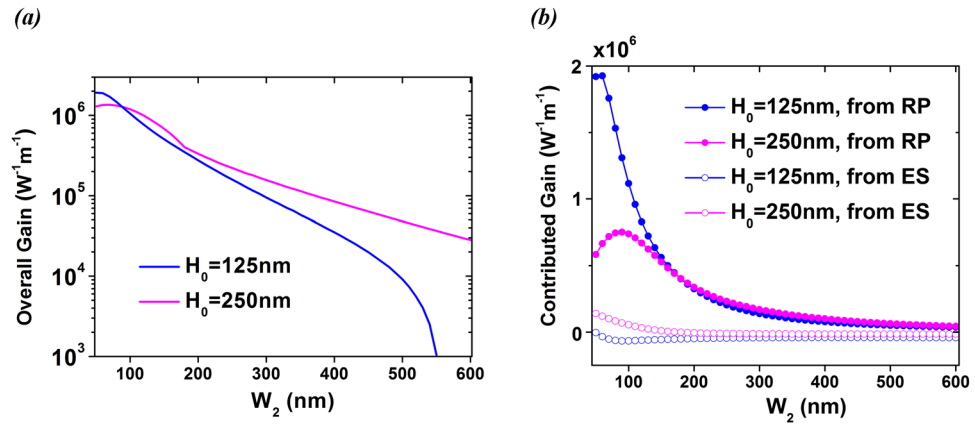 (a)
(b)
Overall Gain (W⁻¹m⁻¹)
10⁶
10⁵
10⁴
10³
H₀=125nm
H₀=250nm
100 200 300 400 500 600
W₂ (nm)
x10⁶
Contributed Gain (W⁻¹m⁻¹)
2
1
0
H₀=125nm, from RP
H₀=250nm, from RP
H₀=125nm, from ES
H₀=250nm, from ES
100 200 300 400 500 600
W₂ (nm)